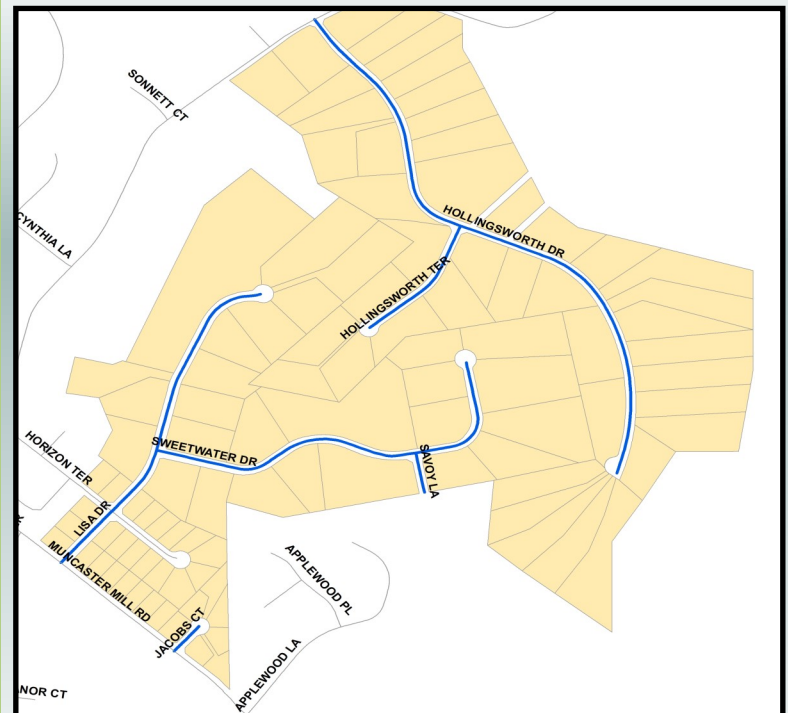 SONNETT CT
CYNTHIA LA
HOLLINGSWORTH DR
HOLLINGSWORTH TER
SWEETWATER DR
SAVOY LA
HORIZON TER
LISA DR
MUNCASTER MILL RD
JACOBS CT
APPLEWOOD PL
APPLEWOOD LA
NOR CT